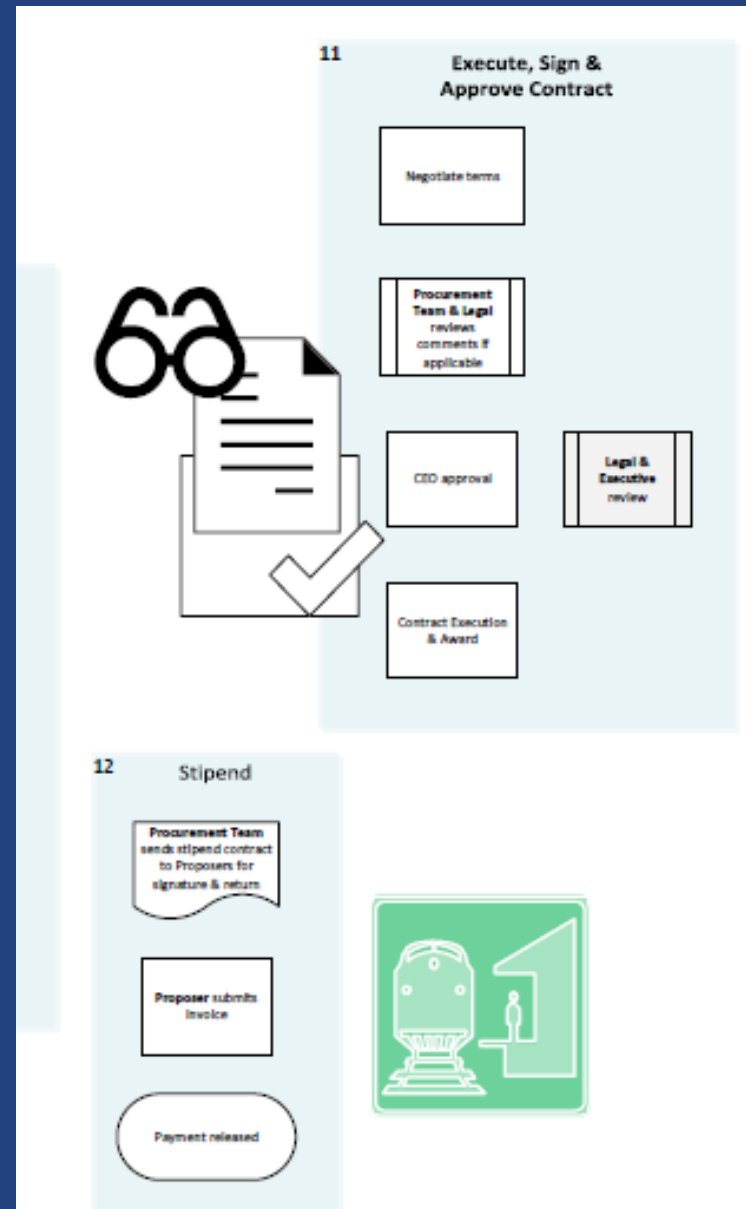 11
Execute, Sign &
Approve Contract
Negotiate terms
Procurement
Team & Legal
reviews
comments if
applicable
CEO approval
Legal &
Executive
review
Contract Execution
& Award
12
Stipend
Procurement Team
sends stipend contract
to Proposers for
signature & return
Proposer submits
invoice
Payment released